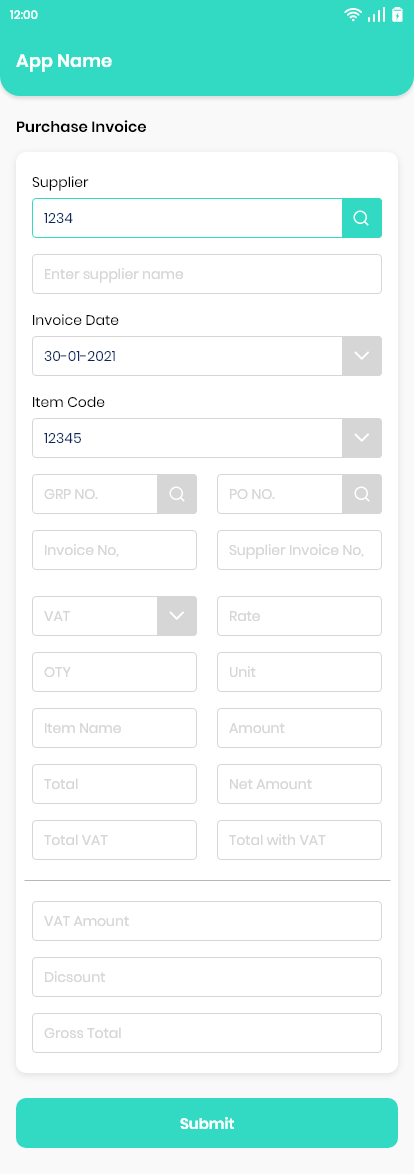 12:00
App Name
Purchase Invoice
Supplier
1234
Enter supplier name
Invoice Date
30-01-2021
Item Code
12345
GRP NO. PO NO.
Invoice No, Supplier Invoice No,
VAT Rate
OTY Unit
Item Name Amount
Total Net Amount
Total VAT Total with VAT
VAT Amount
Dicsount
Gross Total
Submit